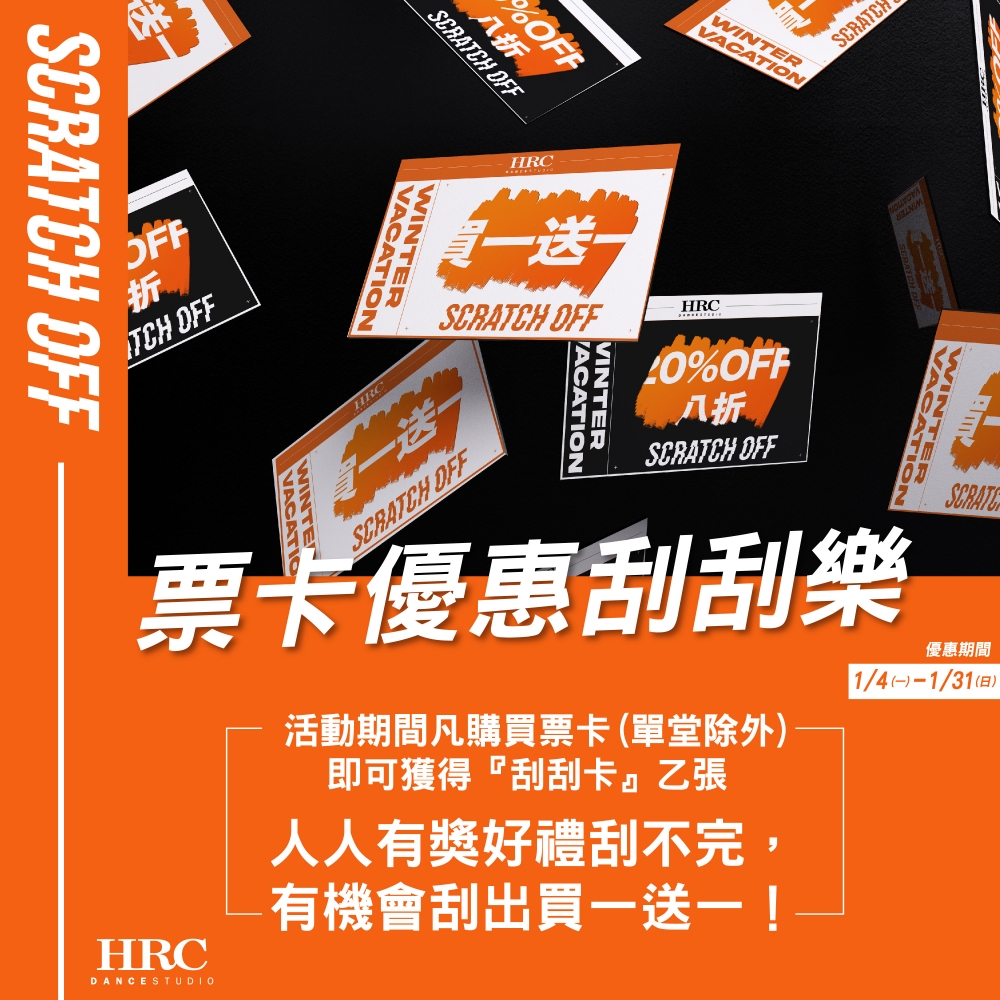 SCRATCH OFF
買一送
%OFF
八折
SCRATCH OFF
HRC
WINTER
VACATION
SCRATCH OFF
OFF
折
TCH OFF
HRC
DANCESTUDIO
WINTER
VACATION
買一送一
SCRATCH OFF
HRC
DANCESTUDIO
WINTER
VACATION
20%OFF
八折
SCRATCH OFF
HRC
WINTER
VACATION
買一送一
SCRATCH OFF
WINTER
VACATION
買
SCRATC
票卡優惠刮刮樂
優惠期間
1/4(一)-1/31(日)
活動期間凡購買票卡(單堂除外)
即可獲得『刮刮卡』乙張
人人有獎好禮刮不完，
有機會刮出買一送一！
HRC
DANCESTUDIO